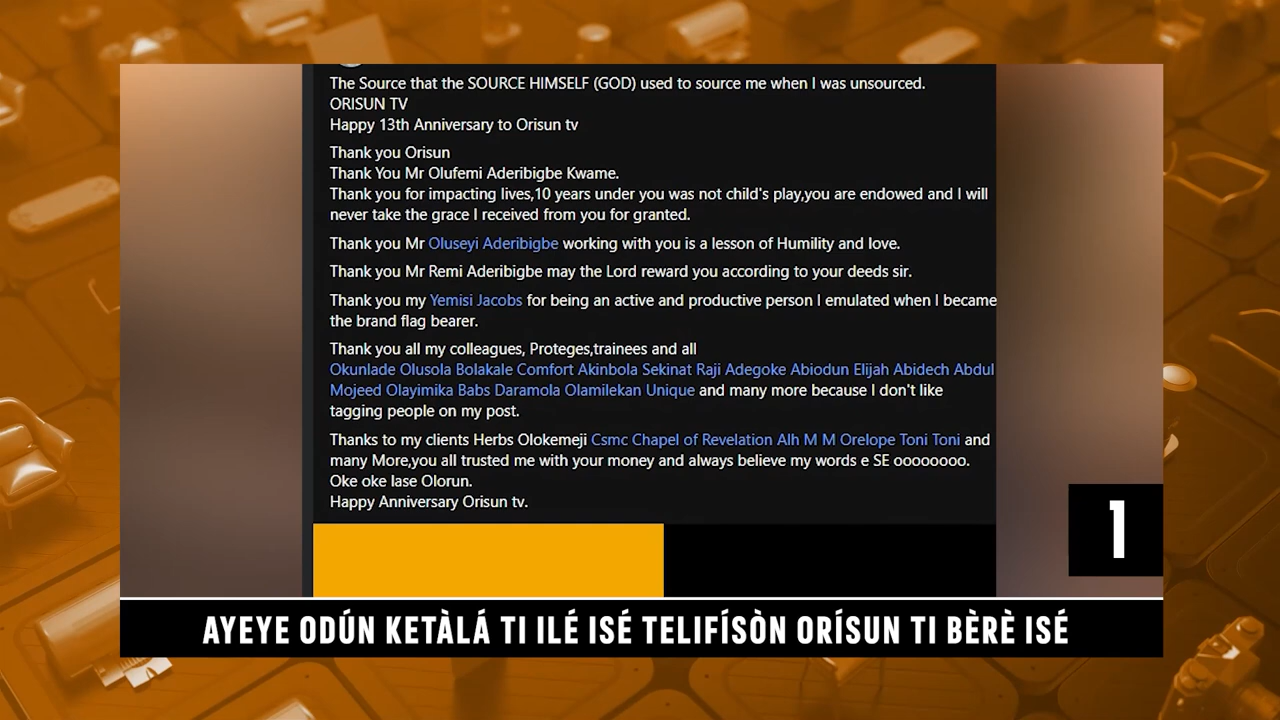 The Source that the SOURCE HIMSELF (GOD) used to source me when I was unsourced.
ORISUN TV
Happy 13th Anniversary to Orisun tv
Thank you Orisun
Thank You Mr Olufemi Aderibigbe Kwame.
Thank you for impacting lives,10 years under you was not child's play,you are endowed and I will
never take the grace I received from you for granted.
Thank you Mr Oluseyi Aderibigbe working with you is a lesson of Humility and love.
Thank you Mr Remi Aderibigbe may the Lord reward you according to your deeds sir.
Thank you my Yemisi Jacobs for being an active and productive person I emulated when I became
the brand flag bearer.
Thank you all my colleagues, Proteges,trainees and all
Okunlade Olusola Bolakale Comfort Akinbola Sekinat Raji Adegoke Abiodun Elijah Abidech Abdul
Mojeed Olayimika Babs Daramola Olamilekan Unique and many more because I don't like
tagging people on my post.
Thanks to my clients Herbs Olokemeji Csmc Chapel of Revelation Alh M M Orelope Toni Toni and
many More,you all trusted me with your money and always believe my words e SE oooooooo.
Oke oke lase Olorun.
Happy Anniversary Orisun tv.
1
AYEYE ODÚN KETÀLÁ TI ILÉ ISÉ TELIFÍSÒN ORÍSUN TI BÈRÈ ISÉ